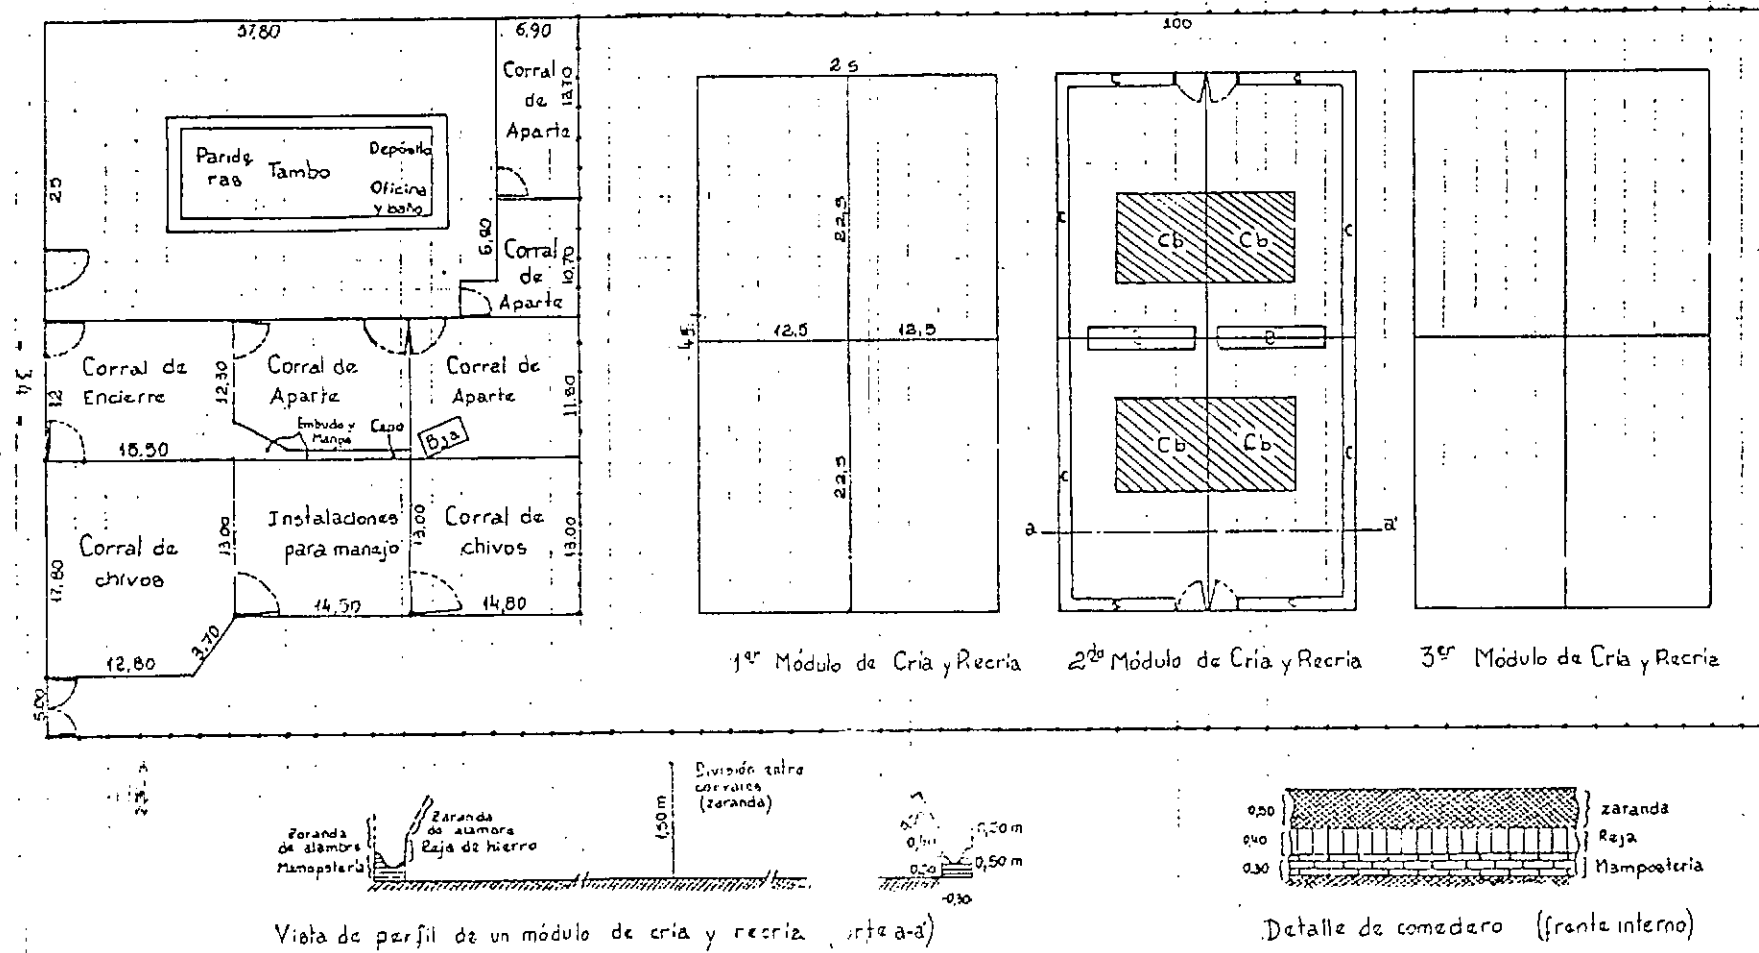 37,80
6,90
100
Corral
de
Aparte
12,70
25
Paride
ras
Tambo
Depósito
Oficina
y baño
6,80
Corral
de
Aparte
10,70
Corral de
Encierre
12
15,50
12,30
Corral de
Aparte
Embudo y
Manga
Cepo
Corral de
Aparte
Bja
11,80
Corral de
chivos
17,80
13,00
Instalaciones
para manejo
14,50
13,00
Corral de
chivos
13,00
14,80
12,80
3,70
5,00
25
22,5
12,5
12,5
45
22,5
1er Módulo de Cría y Recría
c
c
c
c
Cb
Cb
c
B
Cb
Cb
c
c
a
a'
c
c
2do Módulo de Cría y Recría
3er Módulo de Cría y Recría
Zaranda
de alambre
Mampostería
Zaranda
de alambre
Reja de hierro
1,50 m
División entre
corrales
(zaranda)
0,50 m
-0,30
Vista de perfil de un módulo de cría y recría
a-a')
0,50
0,40
0,30
zaranda
Reja
Mampostería
Detalle de comedero (frente interno)